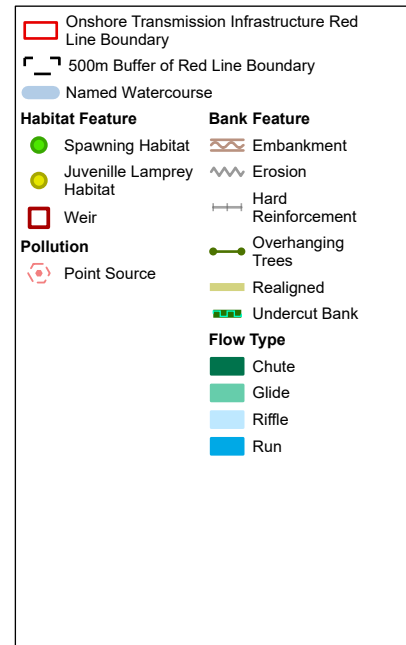 Onshore Transmission Infrastructure Red
Line Boundary
500m Buffer of Red Line Boundary
Named Watercourse
Habitat Feature
Spawning Habitat
Juvenille Lamprey
Habitat
Weir
Pollution
Point Source
Bank Feature
Embankment
Erosion
Hard
Reinforcement
Overhanging
Trees
Realigned
Undercut Bank
Flow Type
Chute
Glide
Riffle
Run